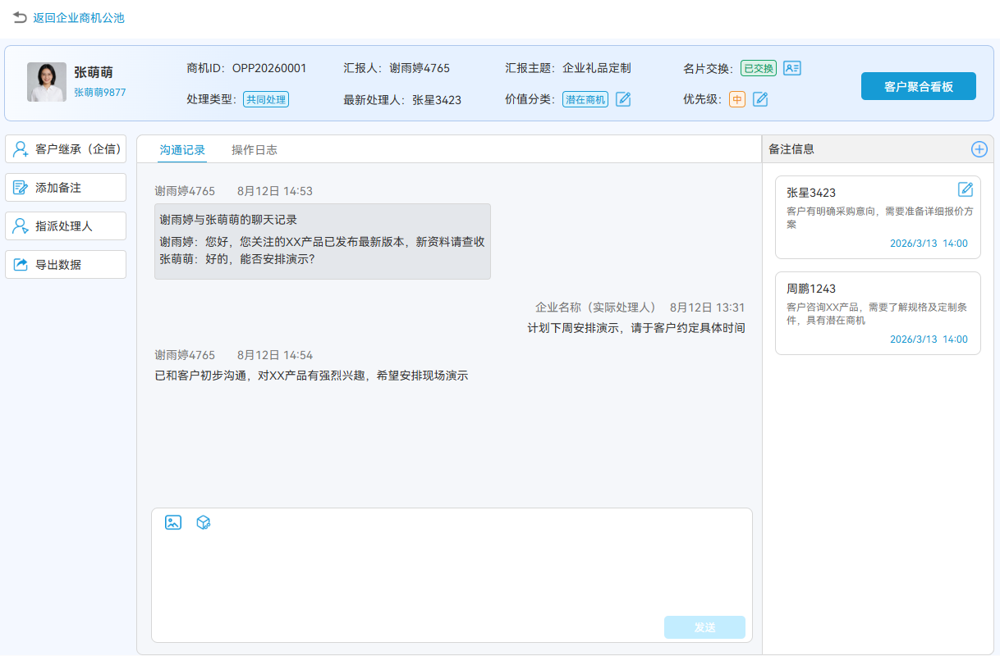 返回企业商机公池
张萌萌
张萌萌9877
商机ID： OPP20260001
汇报人： 谢雨婷4765
汇报主题： 企业礼品定制
名片交换： 已交换
处理类型： 共同处理
最新处理人： 张星3423
价值分类： 潜在商机
优先级： 中
客户聚合看板
客户继承（企信）
添加备注
指派处理人
导出数据
沟通记录
操作日志
谢雨婷4765 8月12日 14:53
谢雨婷与张萌萌的聊天记录
谢雨婷：您好，您关注的XX产品已发布最新版本，新资料请查收
张萌萌：好的，能否安排演示？
企业名称（实际处理人） 8月12日 13:31
计划下周安排演示，请于客户约定具体时间
谢雨婷4765 8月12日 14:54
已和客户初步沟通，对XX产品有强烈兴趣，希望安排现场演示
发送
备注信息
张星3423
客户有明确采购意向，需要准备详细报价方
案
2026/3/13 14:00
周鹏1243
客户咨询XX产品，需要了解规格及定制条
件，具有潜在商机
2026/3/13 14:00